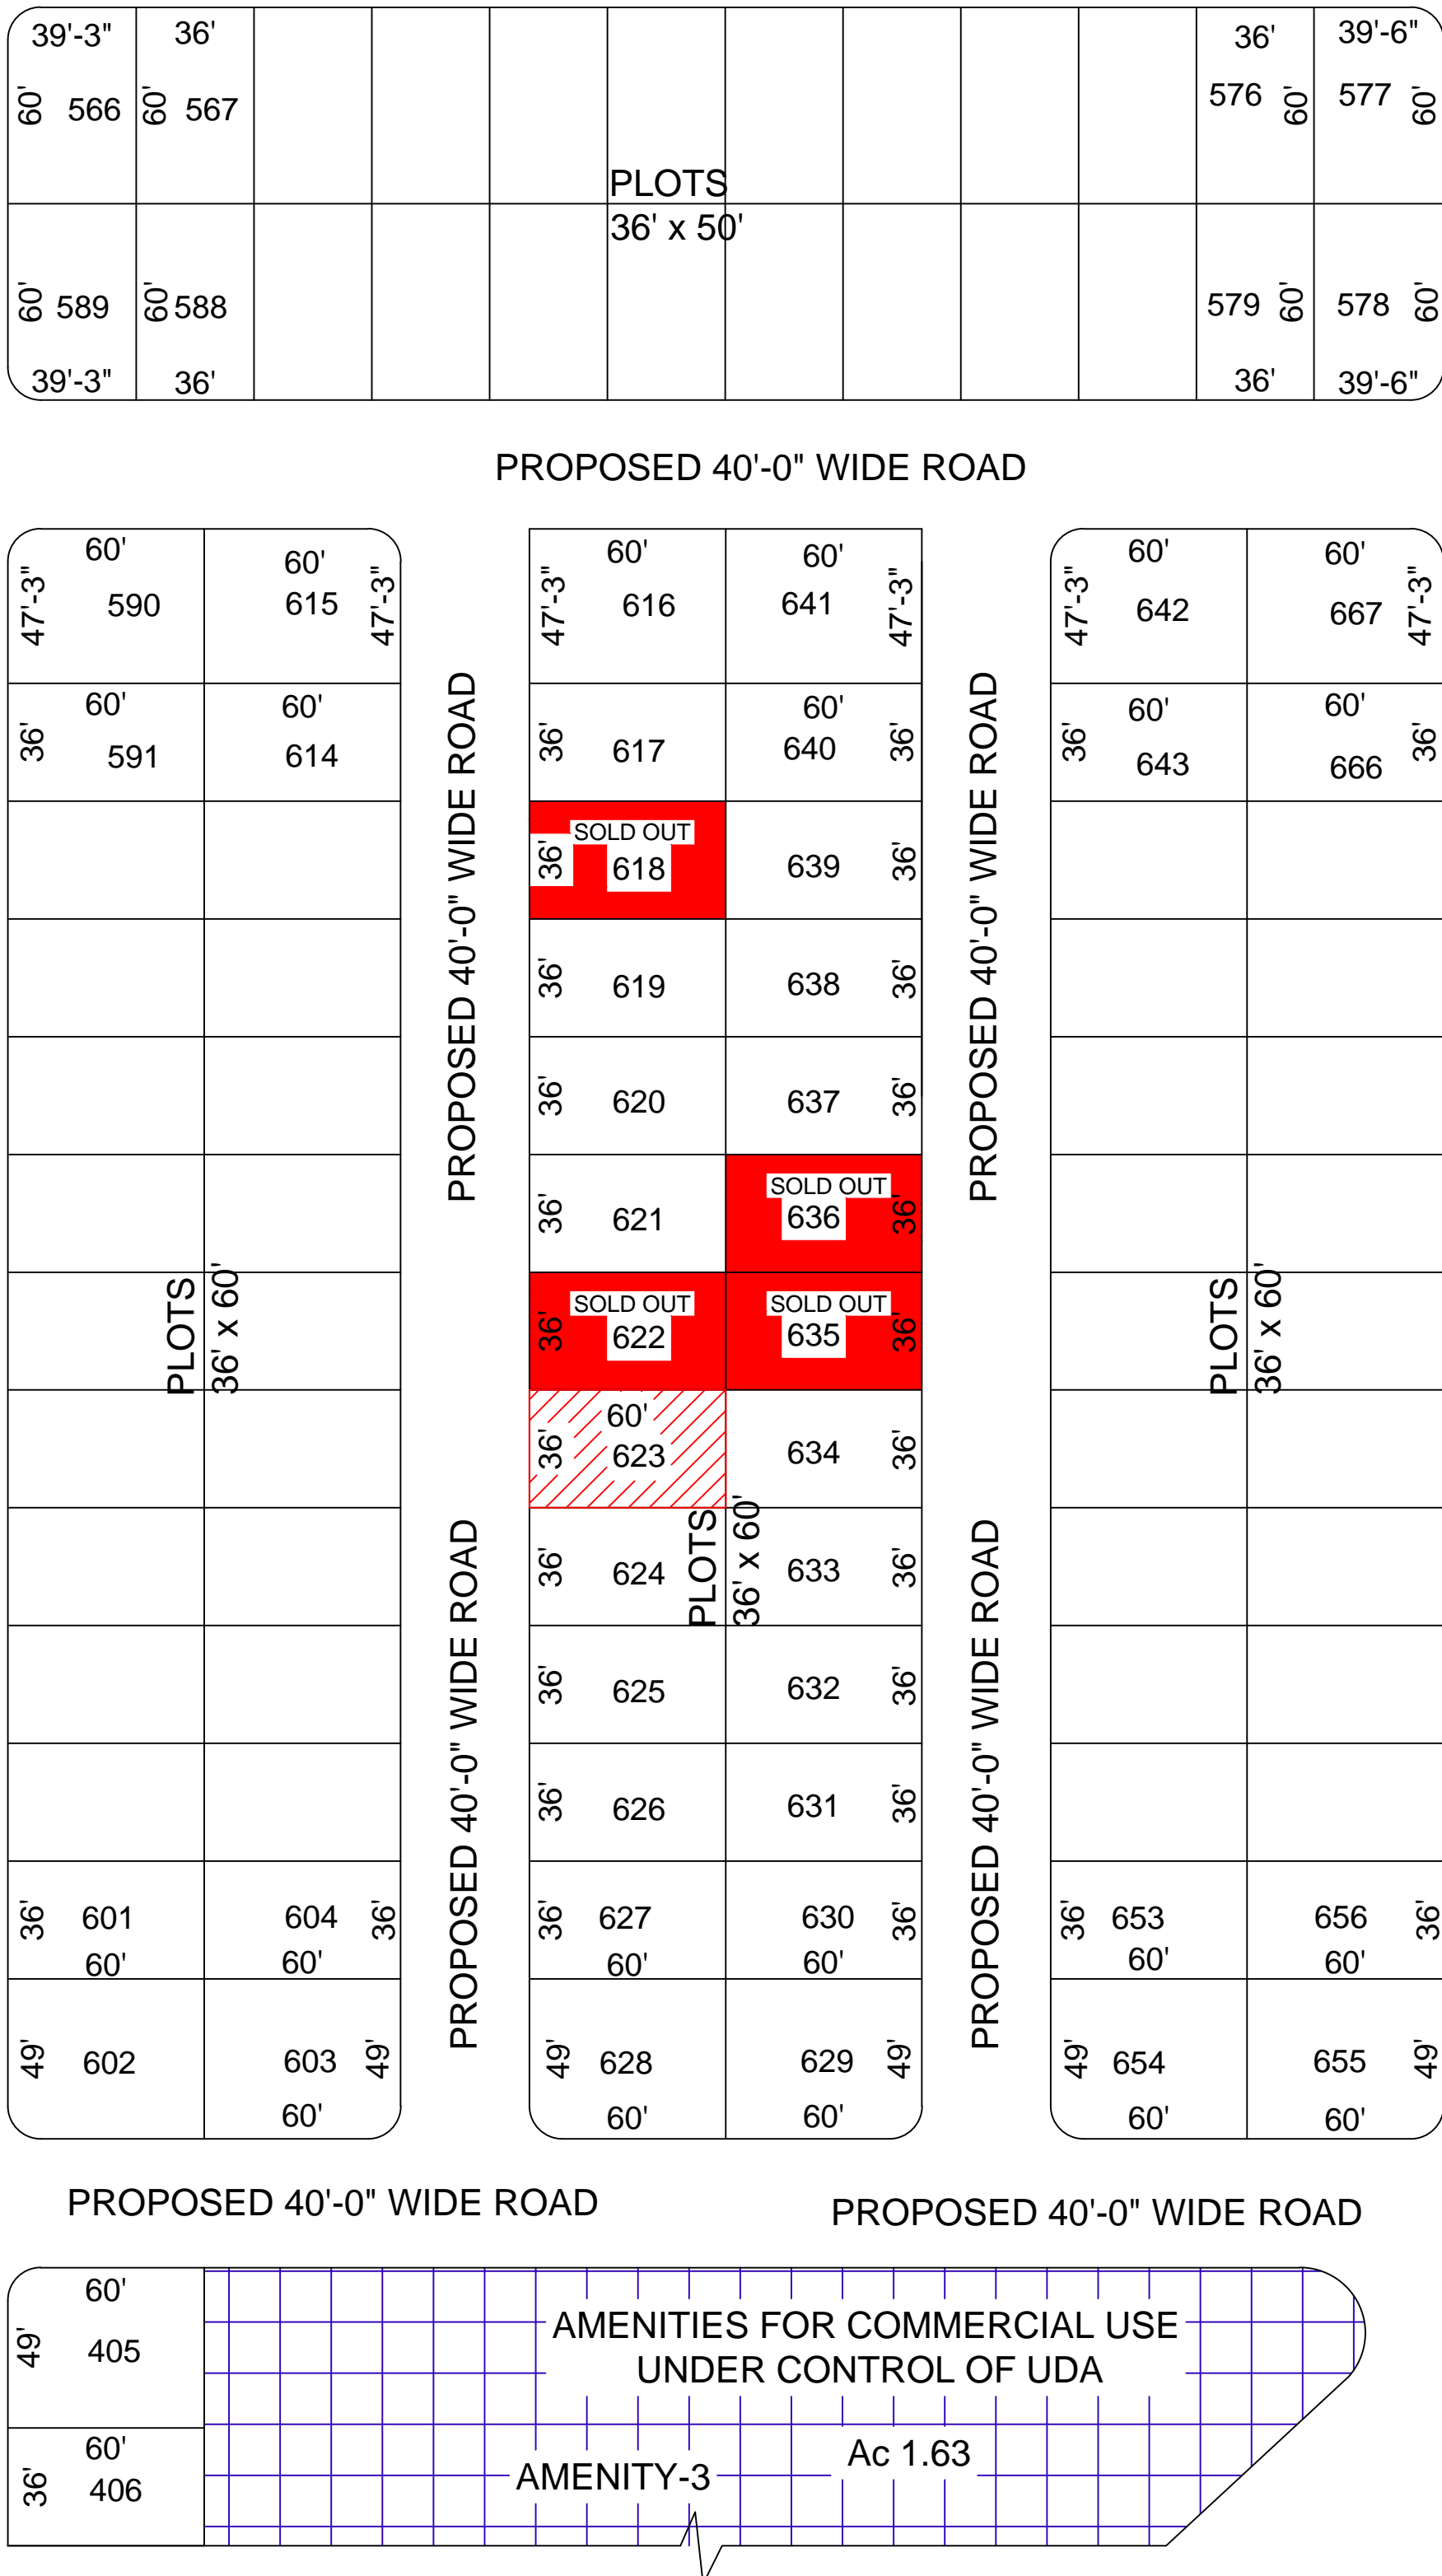 39'-3" 36' 36' 39'-6"
60' 566 60' 567 576 60' 577 60'
PLOTS
36' x 50'
60' 589 60' 588 579 60' 578 60'
39'-3" 36' 36' 39'-6"
PROPOSED 40'-0" WIDE ROAD
60' 60' 60' 60' 60' 60'
47'-3" 590 615 47'-3" 47'-3" 616 641 47'-3" 47'-3" 642 667 47'-3"
60' 60' 60' 60' 60'
36' 591 614 36' 617 640 36' 36' 643 666 36'
PROPOSED 40'-0" WIDE ROAD
PROPOSED 40'-0" WIDE ROAD
SOLD OUT
36' 618 639 36'
36' 619 638 36'
36' 620 637 36'
SOLD OUT
36' 621 636 36'
SOLD OUT SOLD OUT
36' 622 635 36'
PLOTS
36' x 60'
PLOTS
36' x 60'
60'
36' 623 634 36'
PLOTS
36' x 60'
36' 624 633 36'
36' 625 632 36'
36' 626 631 36'
PROPOSED 40'-0" WIDE ROAD
PROPOSED 40'-0" WIDE ROAD
36' 601 604 36' 36' 627 630 36' 36' 653 656 36'
60' 60' 60' 60' 60' 60'
49' 602 603 49' 49' 628 629 49' 49' 654 655 49'
60' 60' 60' 60' 60'
PROPOSED 40'-0" WIDE ROAD
PROPOSED 40'-0" WIDE ROAD
60'
49' 405
AMENITIES FOR COMMERCIAL USE
UNDER CONTROL OF UDA
60'
36' 406
AMENITY-3
Ac 1.63